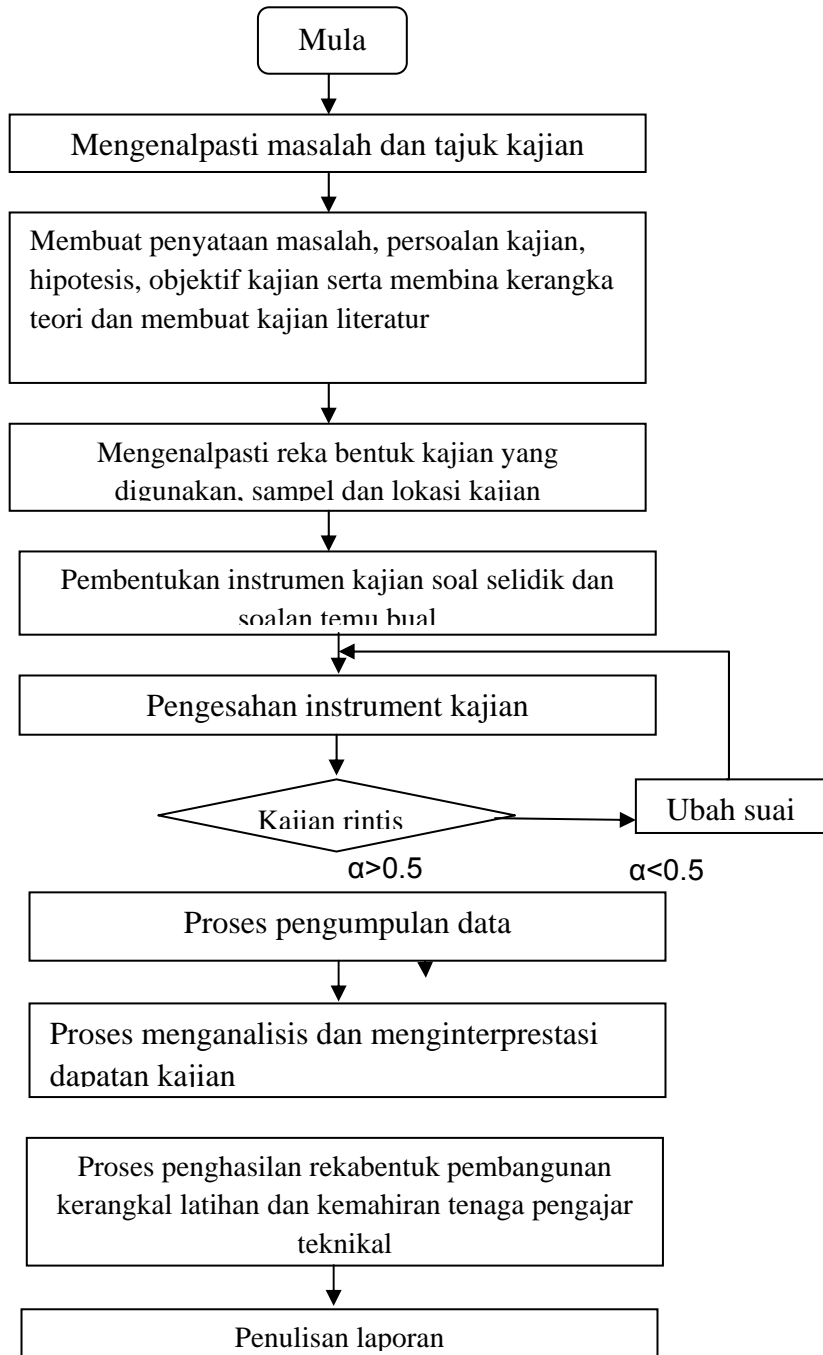 Mula
Mengenalpasti masalah dan tajuk kajian
Membuat penyataan masalah, persoalan kajian,
hipotesis, objektif kajian serta membina kerangka
teori dan membuat kajian literatur
Mengenalpasti reka bentuk kajian yang
digunakan, sampel dan lokasi kajian
Pembentukan instrumen kajian soal selidik dan
soalan temu bual
Pengesahan instrument kajian
Kajian rintis
Ubah suai
α>0.5
α<0.5
Proses pengumpulan data
Proses menganalisis dan menginterprestasi
dapatan kajian
Proses penghasilan rekabentuk pembangunan
kerangkal latihan dan kemahiran tenaga pengajar
teknikal
Penulisan laporan